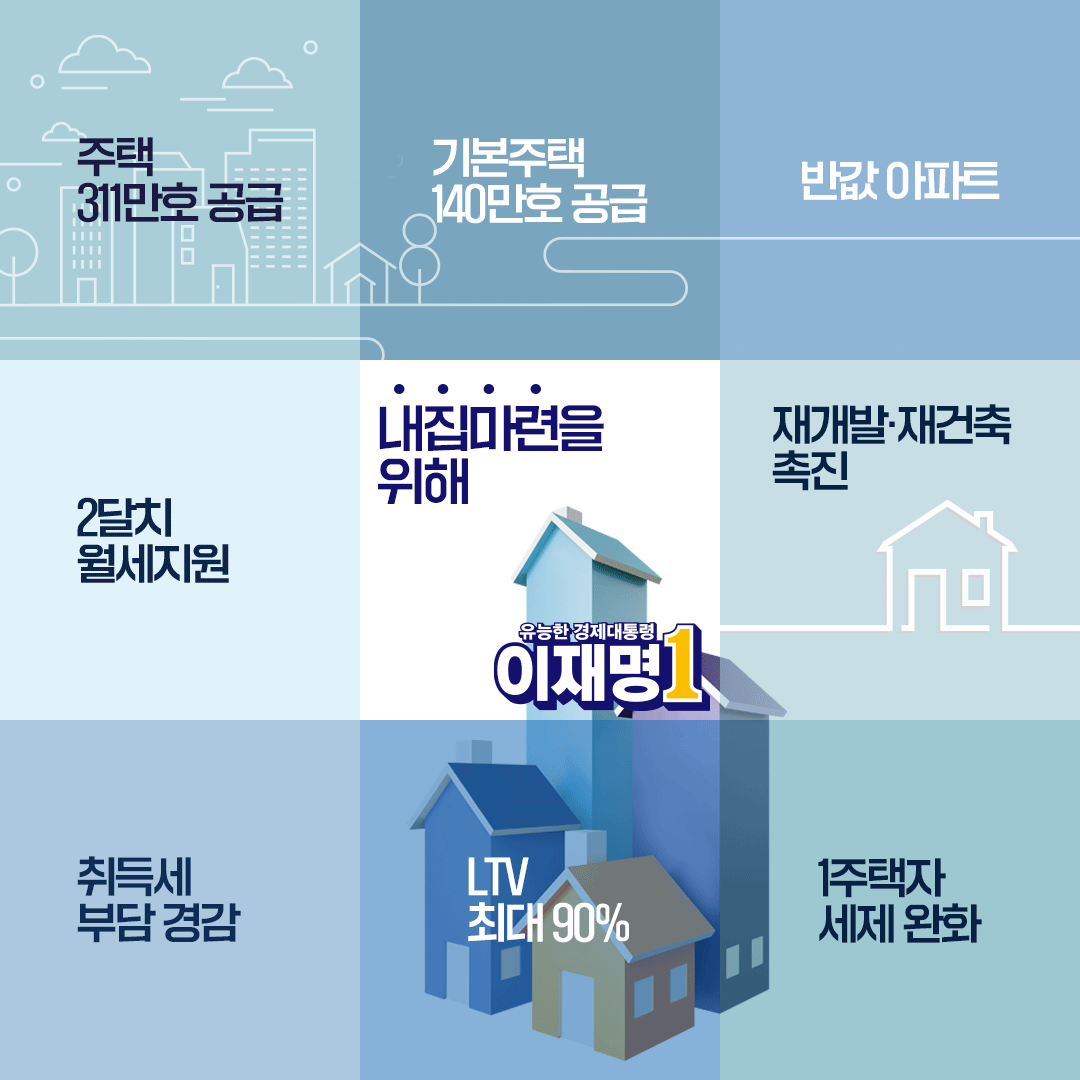 주택
311만호 공급
기본주택
140만호 공급
반값 아파트
2달치
월세지원
내집마련을
위해
유능한 경제대통령
이재명1
재개발·재건축
촉진
취득세
부담 경감
LTV
최대 90%
1주택자
세제 완화